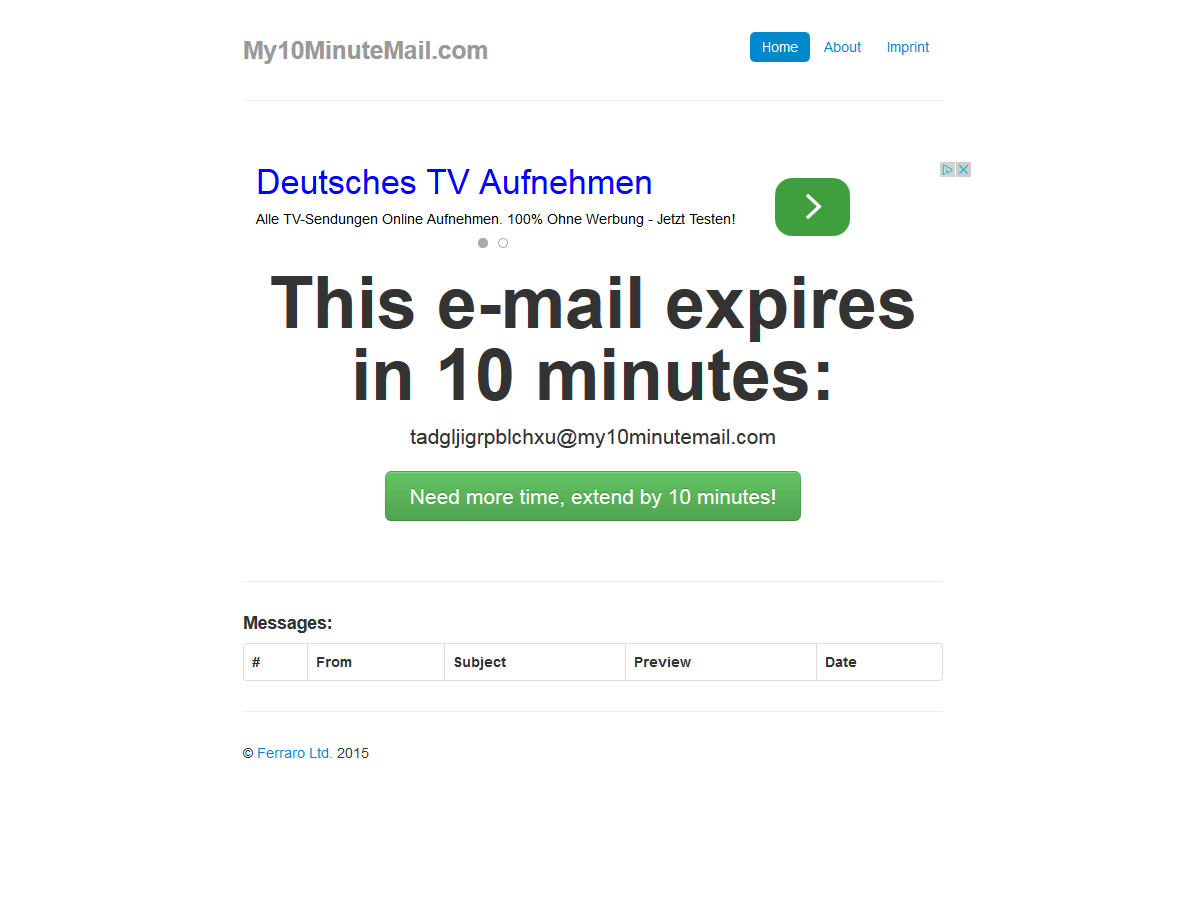 My10MinuteMail.com
Home About Imprint
Deutsches TV Aufnehmen
Alle TV-Sendungen Online Aufnehmen. 100% Ohne Werbung - Jetzt Testen!
This e-mail expires
in 10 minutes:
tadgljigrpblchxu@my10minutemail.com
Need more time, extend by 10 minutes!
Messages:
# From Subject Preview Date
© Ferraro Ltd. 2015